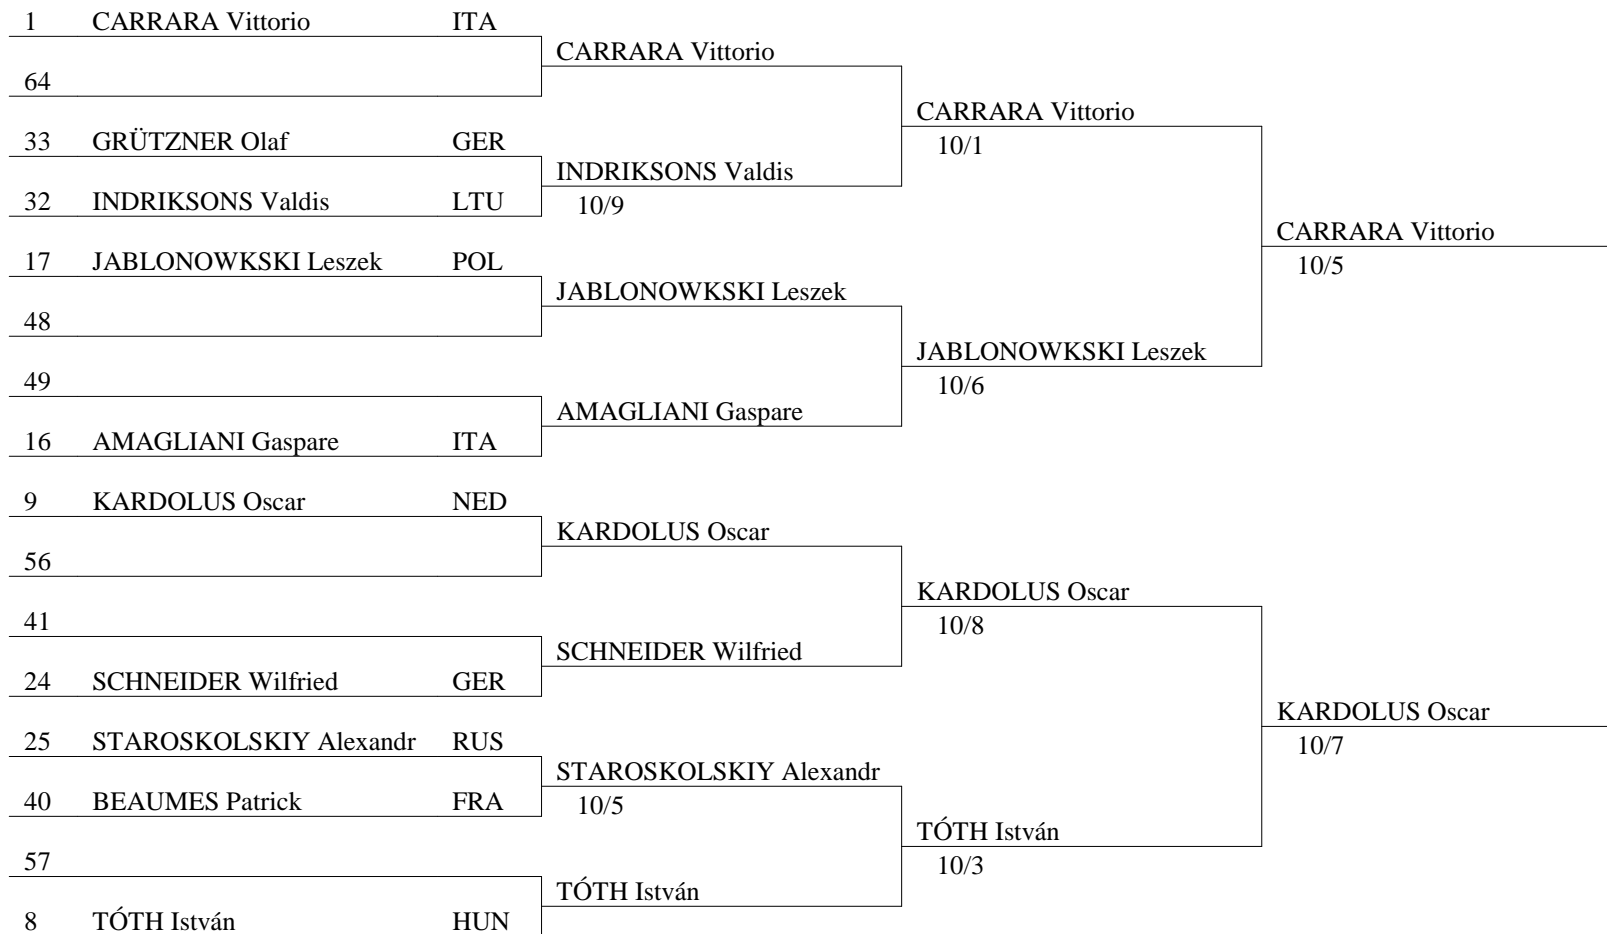 1 CARRARA Vittorio ITA
CARRARA Vittorio
64
CARRARA Vittorio
10/1
33 GRÜTZNER Olaf GER
INDRIKSONS Valdis
10/9
32 INDRIKSONS Valdis LTU
CARRARA Vittorio
10/5
17 JABLONOWKSKI Leszek POL
JABLONOWKSKI Leszek
48
JABLONOWKSKI Leszek
10/6
49
AMAGLIANI Gaspare
16 AMAGLIANI Gaspare ITA
9 KARDOLUS Oscar NED
KARDOLUS Oscar
56
KARDOLUS Oscar
10/8
41
SCHNEIDER Wilfried
24 SCHNEIDER Wilfried GER
KARDOLUS Oscar
10/7
25 STAROSKOLSKIY Alexandr RUS
STAROSKOLSKIY Alexandr
10/5
40 BEAUMES Patrick FRA
TÓTH István
10/3
57
TÓTH István
8 TÓTH István HUN